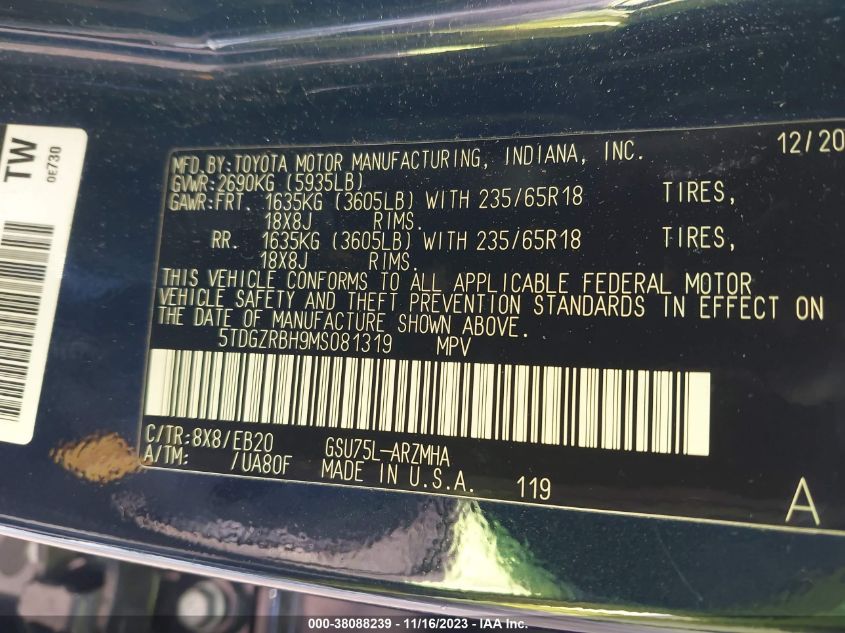 TW
0E730
12/20
MFD.BY:TOYOTA MOTOR MANUFACTURING, INDIANA, INC.
GVWR:2690KG (5935LB)
GAWR:FRT. 1635KG (3605LB) WITH 235/65R18 TIRES,
18X8J RIMS.
RR. 1635KG (3605LB) WITH 235/65R18 TIRES,
18X8J RIMS.
THIS VEHICLE CONFORMS TO ALL APPLICABLE FEDERAL MOTOR
VEHICLE SAFETY AND THEFT PREVENTION STANDARDS IN EFFECT ON
THE DATE OF MANUFACTURE SHOWN ABOVE.
5TDGZRBH9MS081319 MPV
C/TR:8X8/EB20 GSU75L-ARZMHA
A/TM: /UA80F MADE IN U.S.A. 119
A
000-38088239 - 11/16/2023 - IAA Inc.